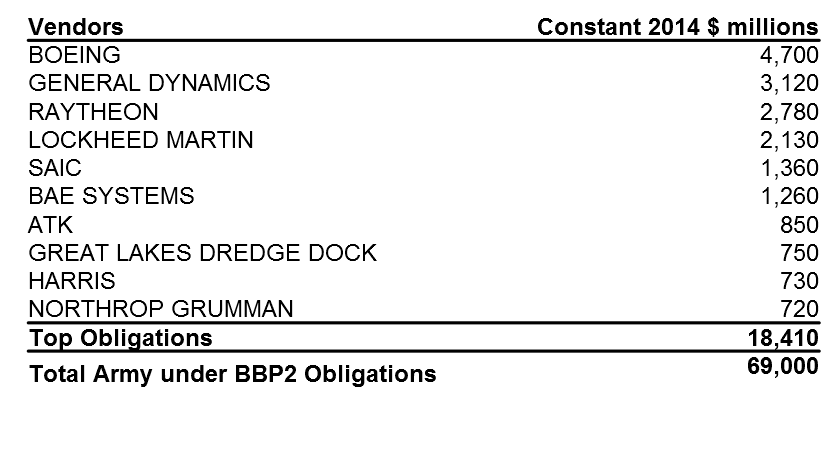 Vendors Constant 2014 $ millions
BOEING 4,700
GENERAL DYNAMICS 3,120
RAYTHEON 2,780
LOCKHEED MARTIN 2,130
SAIC 1,360
BAE SYSTEMS 1,260
ATK 850
GREAT LAKES DREDGE DOCK 750
HARRIS 730
NORTHROP GRUMMAN 720
Top Obligations 18,410
Total Army under BBP2 Obligations 69,000